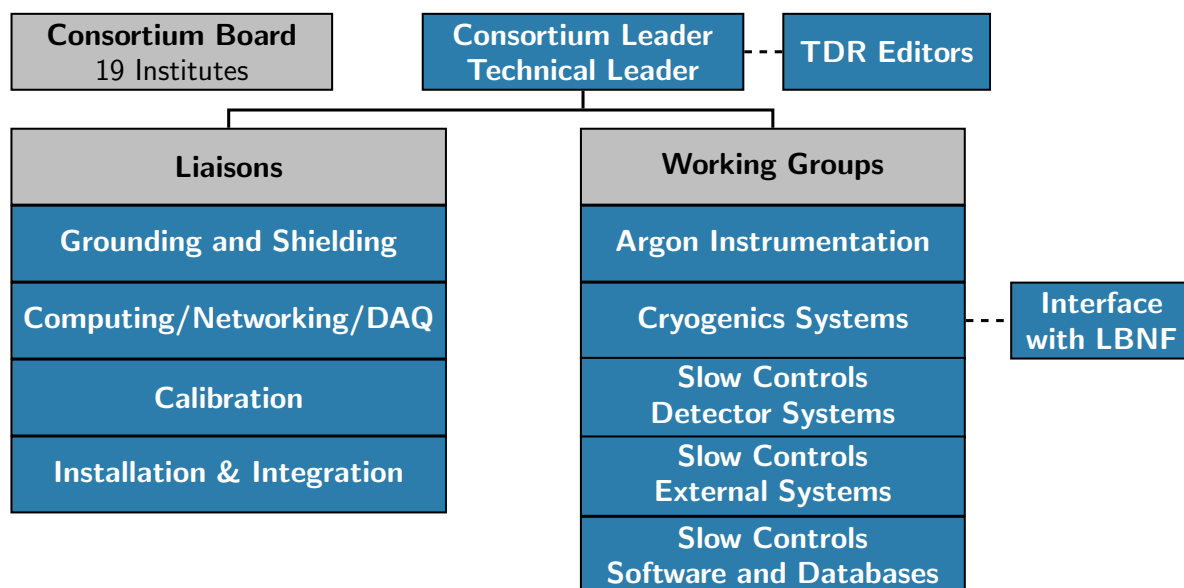 Consortium Board
19 Institutes
Consortium Leader
Technical Leader
TDR Editors
Liaisons
Grounding and Shielding
Computing/Networking/DAQ
Calibration
Installation & Integration
Working Groups
Argon Instrumentation
Cryogenics Systems
Interface
with LBNF
Slow Controls
Detector Systems
Slow Controls
External Systems
Slow Controls
Software and Databases